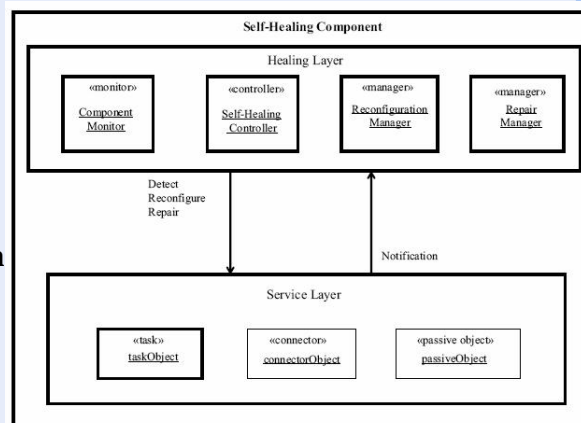 Self-Healing Component
Healing Layer
«monitor»
Component
Monitor
«controller»
Self-Healing
Controller
«manager»
Reconfiguration
Manager
«manager»
Repair
Manager
Detect
Reconfigure
Repair
Notification
Service Layer
«task»
taskObject
«connector»
connectorObject
«passive object»
passiveObject